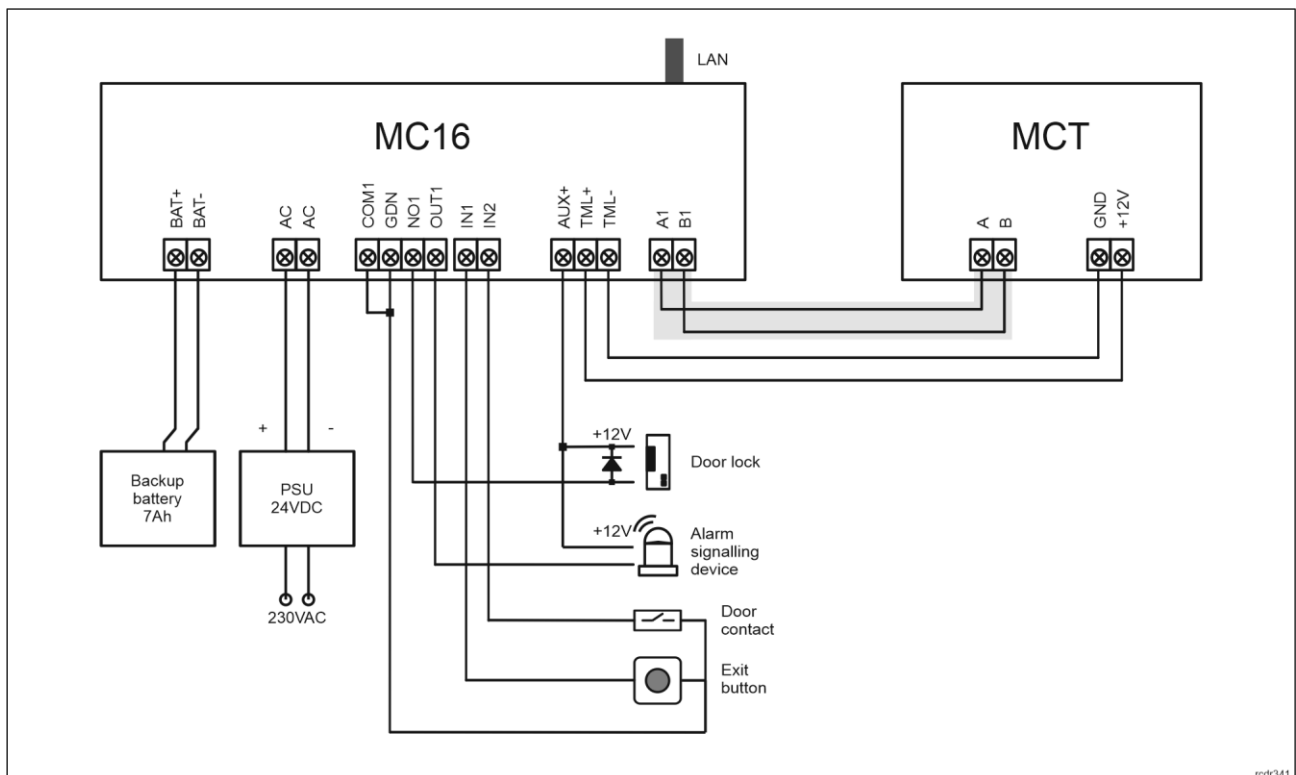 LAN
MC16
MCT
BAT+
BAT-
AC
AC
COM1
GDN
NO1
OUT1
IN1
IN2
AUX+
TML+
TML-
A1
B1
A
B
GND
+12V
+
-
Backup
battery
7Ah
PSU
24VDC
230VAC
+12V
Door lock
+12V
Alarm
signalling
device
Door
contact
Exit
button
rcdr341